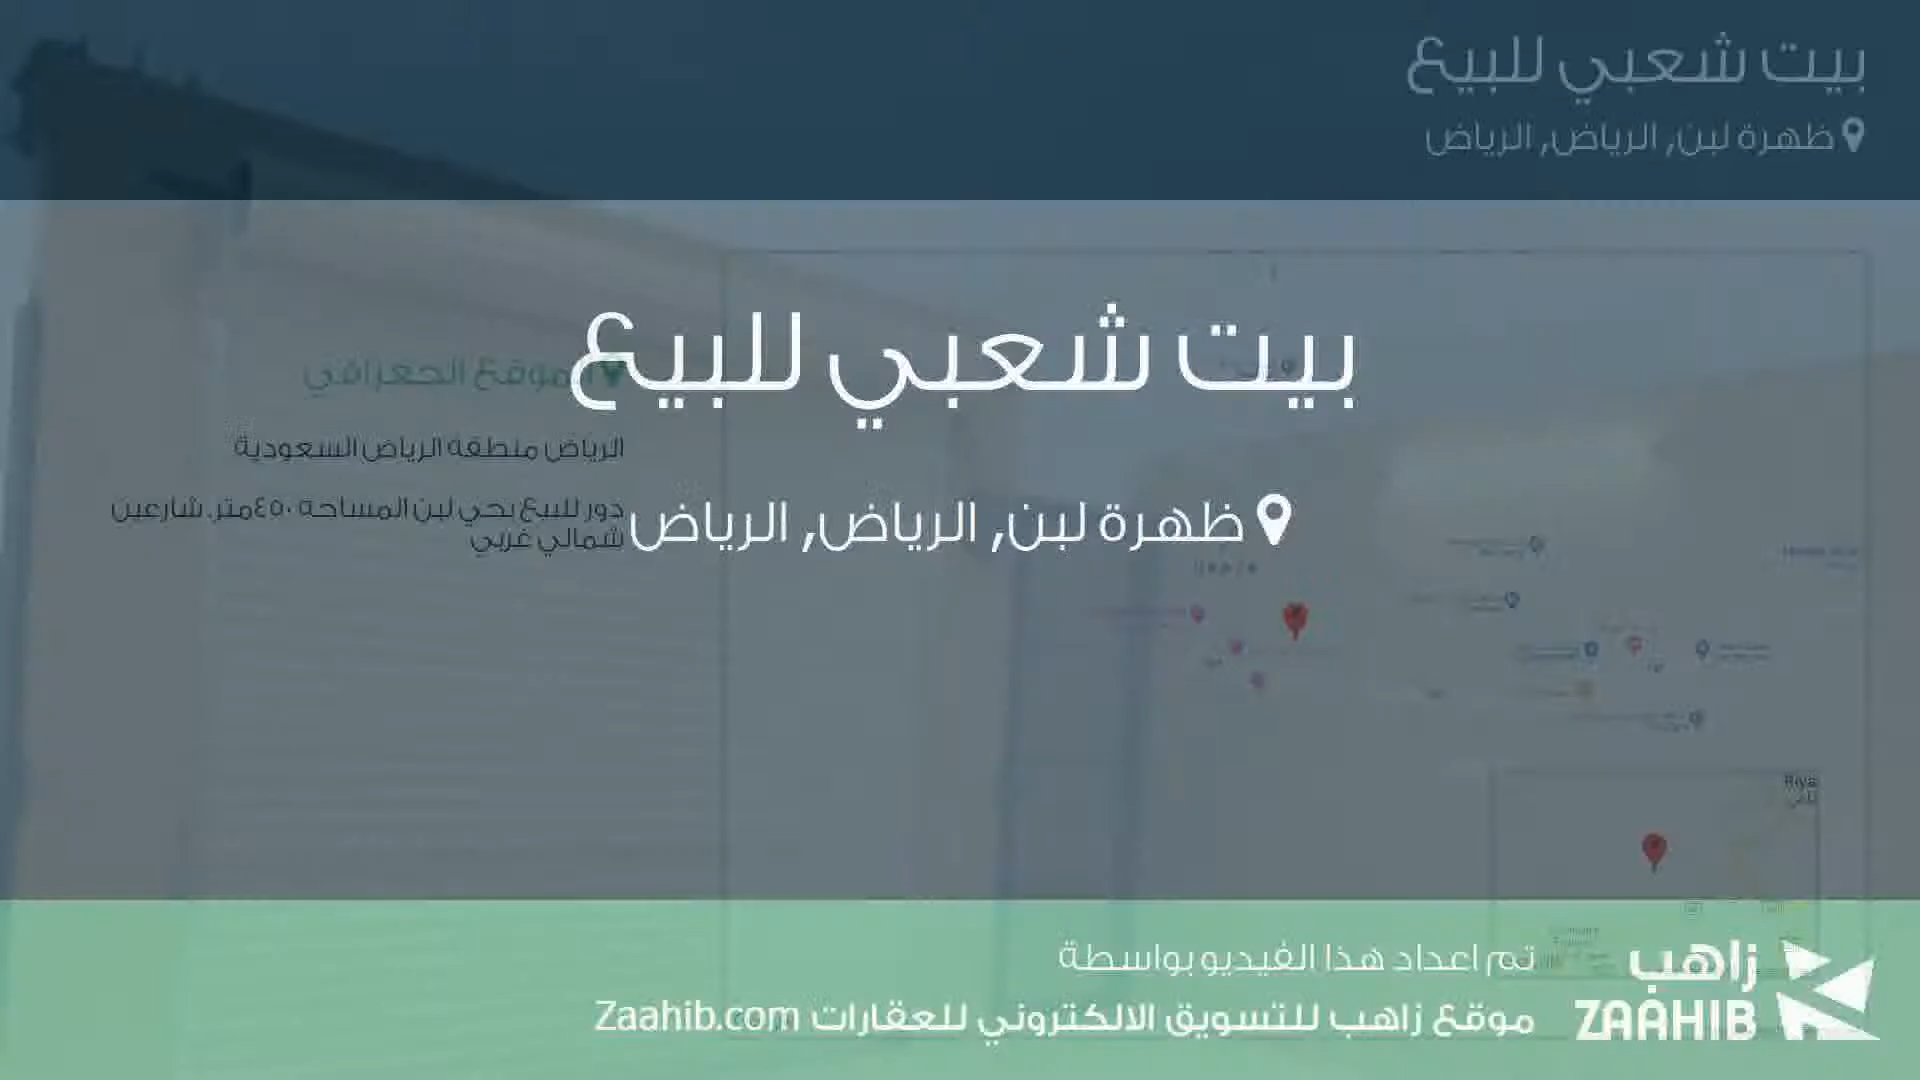 بيت شعبي للبيع
ظهرة لبن, الرياض, الرياض
بيت شعبي للبيع
ظهرة لبن, الرياض, الرياض
الموقع الجغرافي
الرياض منطقة الرياض السعودية
دور للبيع بحي لبن المساحه ٤٥٠متر. شارعين
شمالي غربي
تم اعداد هذا الفيديو بواسطة
موقع زاهب للتسويق الالكتروني للعقارات Zaahib.com
زاهب
ZAAHIB